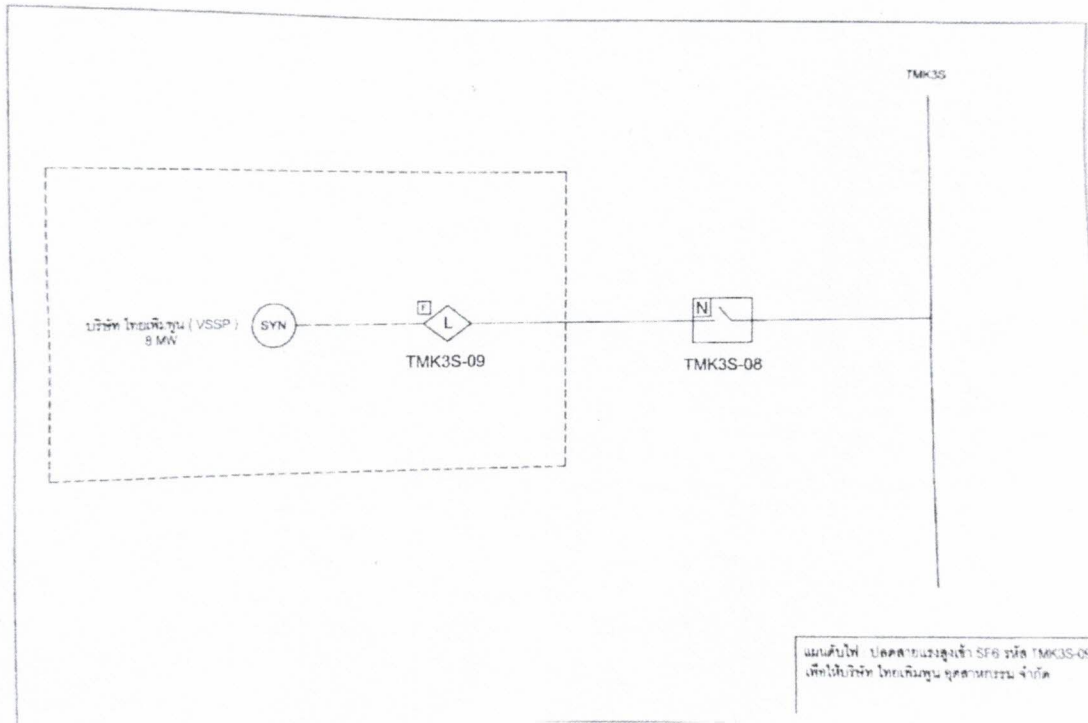 TMK3S
บริษัท ไทยเพิ่มพูน ( VSSP )
8 MW
SYN
F
L
TMK3S-09
N
TMK3S-08
แผนดับไฟ ปลดสายแรงสูงเข้า SF6 รหัส TMK3S-09
เพื่อให้บริษัท ไทยเพิ่มพูน อุตสาหกรรม จำกัด